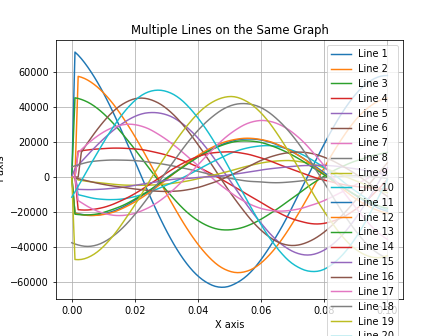 Multiple Lines on the Same Graph
60000
40000
20000
0
−20000
−40000
−60000
0.00
0.02
0.04
0.06
X axis
Line 1
Line 2
Line 3
Line 4
Line 5
Line 6
Line 7
Line 8
Line 9
Line 10
Line 11
Line 12
Line 13
Line 14
Line 15
Line 16
Line 17
Line 18
Line 19
Line 20